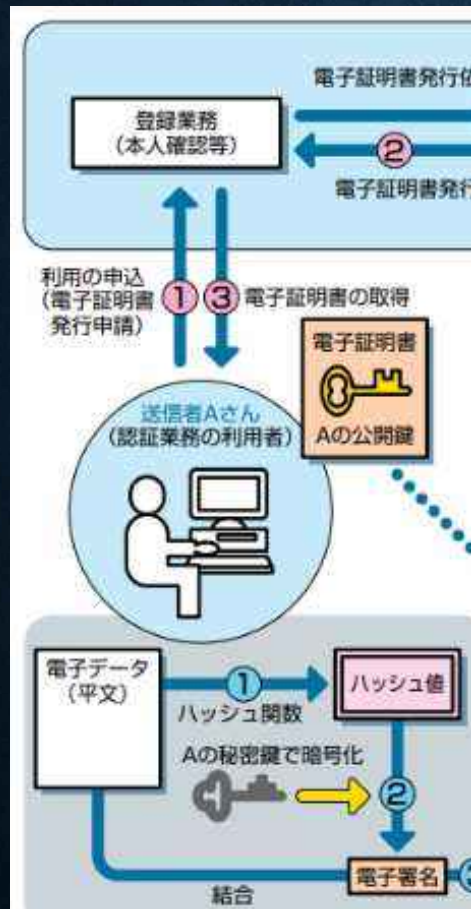 電子証明書発行依
登録業務
(本人確認等)
②
電子証明書発行
利用の申込
(電子証明書
発行申請)
①
③
電子証明書の取得
電子証明書
Aの公開鍵
送信者Aさん
(認証業務の利用者)
電子データ
(平文)
①
ハッシュ関数
ハッシュ値
Aの秘密鍵で暗号化
②
電子署名
③
結合